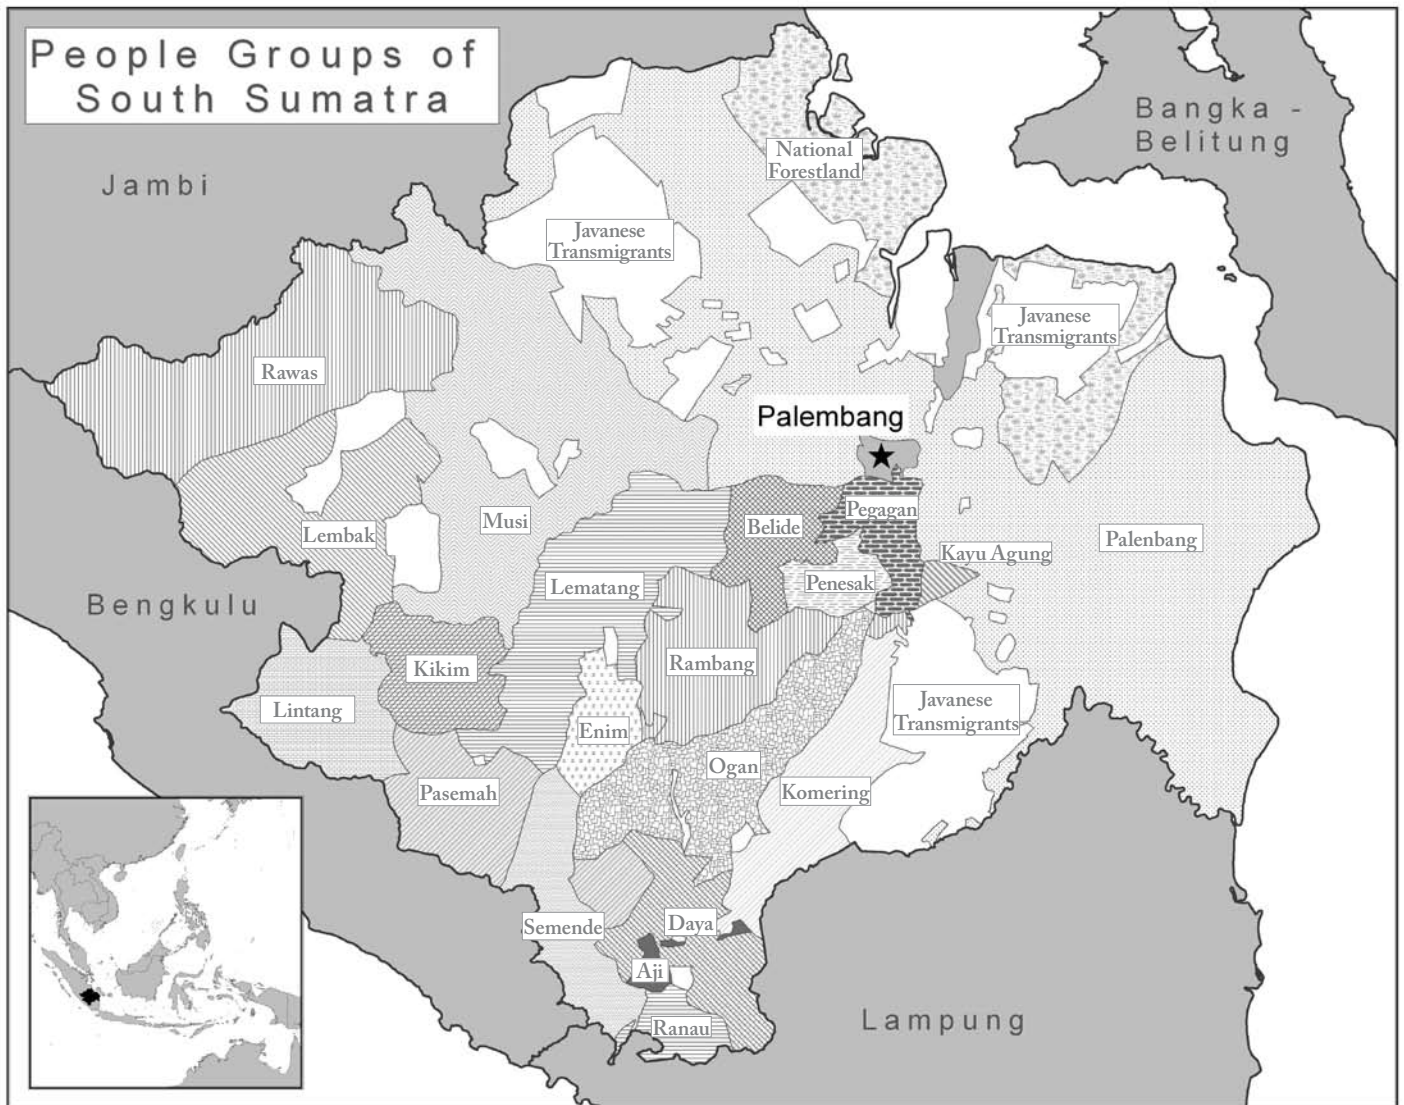 People Groups of
South Sumatra
Bangka -
Belitung
Jambi
National
Forestland
Javanese
Transmigrants
Javanese
Transmigrants
Rawas
Palembang
Musi
Lembak
Belide
Pegagan
Kayu Agung
Palenbang
Lematang
Penesak
Bengkulu
Kikim
Rambang
Lintang
Javanese
Transmigrants
Enim
Ogan
Pasemah
Komering
Semende
Daya
Aji
Ranau
Lampung